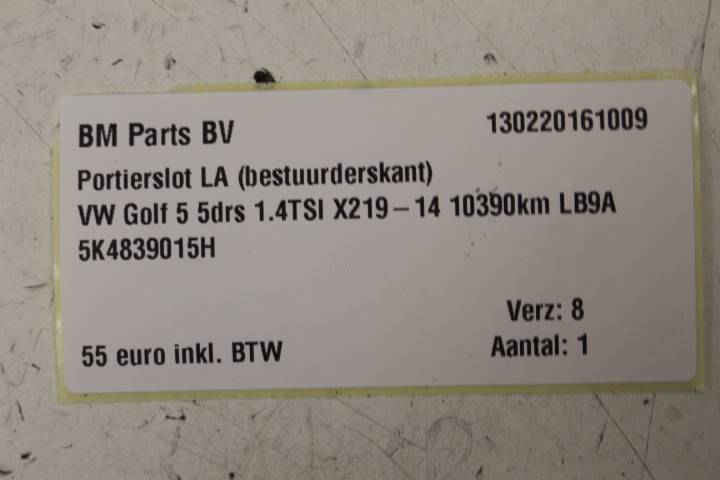 BM Parts BV 130220161009
Portierslot LA (bestuurderskant)
VW Golf 5 5drs 1.4TSI X219-14 10390km LB9A
5K4839015H
Verz: 8
55 euro inkl. BTW Aantal: 1